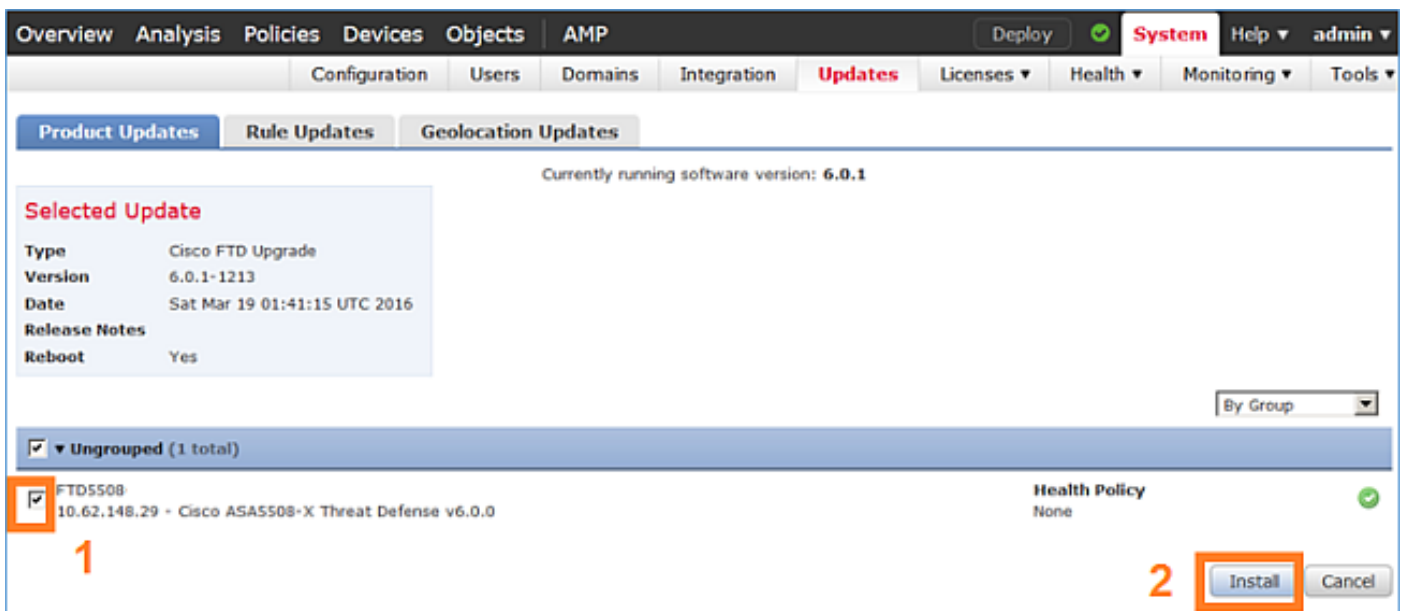 Overview Analysis Policies Devices Objects AMP Deploy System Help ▼ admin ▼
Configuration Users Domains Integration Updates Licenses ▼ Health ▼ Monitoring ▼ Tools ▼
Product Updates Rule Updates Geolocation Updates
Currently running software version: 6.0.1
Selected Update
Type Cisco FTD Upgrade
Version 6.0.1-1213
Date Sat Mar 19 01:41:15 UTC 2016
Release Notes
Reboot Yes
By Group
▼ Ungrouped (1 total)
FTD5508 Health Policy
10.62.148.29 - Cisco ASA5508-X Threat Defense v6.0.0 None
1
2 Install Cancel